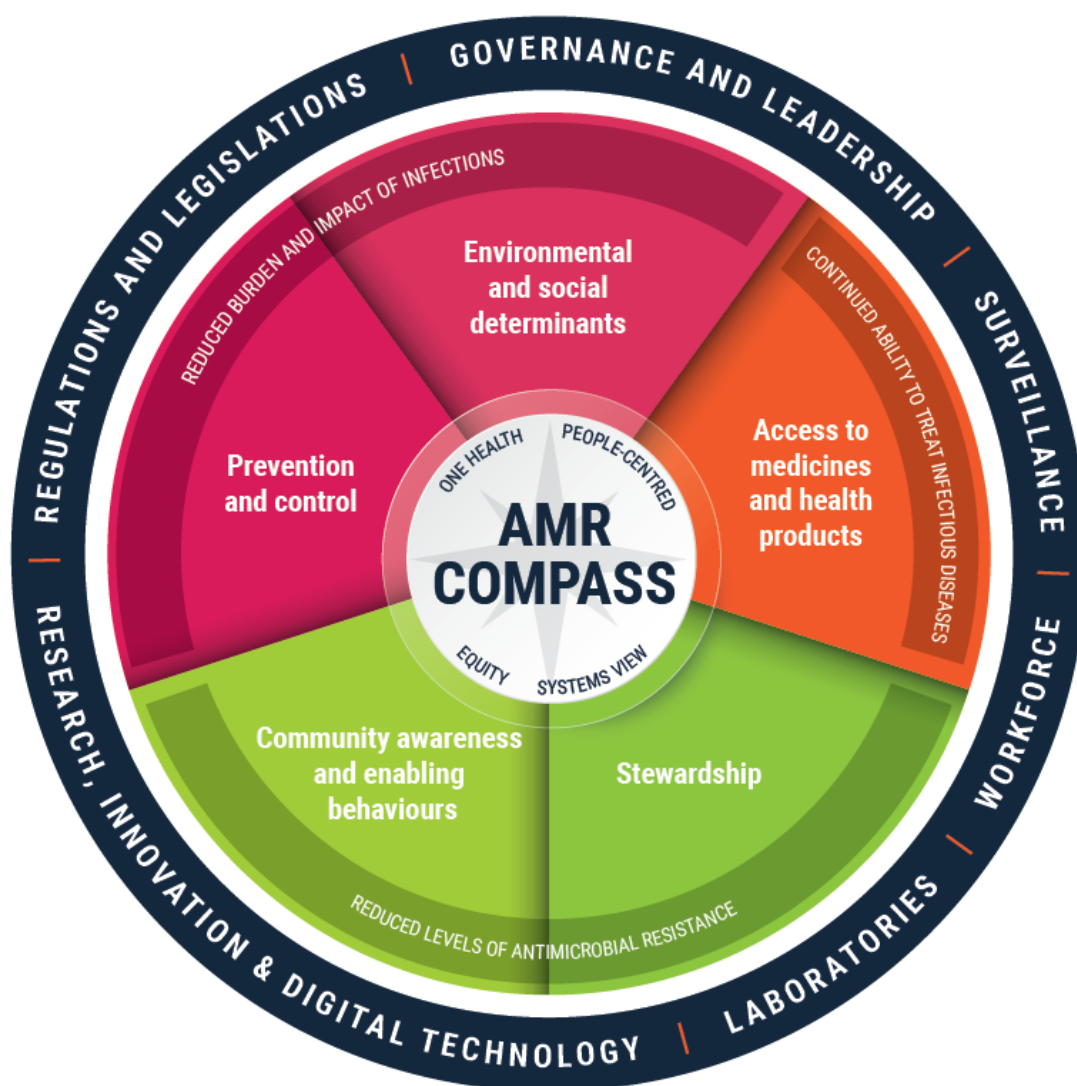 GOVERNANCE AND LEADERSHIP
|
SURVEILLANCE
|
WORKFORCE
|
LABORATORIES
|
RESEARCH, INNOVATION & DIGITAL TECHNOLOGY
|
REGULATIONS AND LEGISLATIONS
|
REDUCED BURDEN AND IMPACT OF INFECTIONS
Environmental
and social
determinants
CONTINUED ABILITY TO TREAT INFECTIOUS DISEASES
Access to
medicines
and health
products
Prevention
and control
ONE HEALTH
PEOPLE-CENTRED
AMR
COMPASS
EQUITY
SYSTEMS VIEW
Community awareness
and enabling
behaviours
Stewardship
REDUCED LEVELS OF ANTIMICROBIAL RESISTANCE